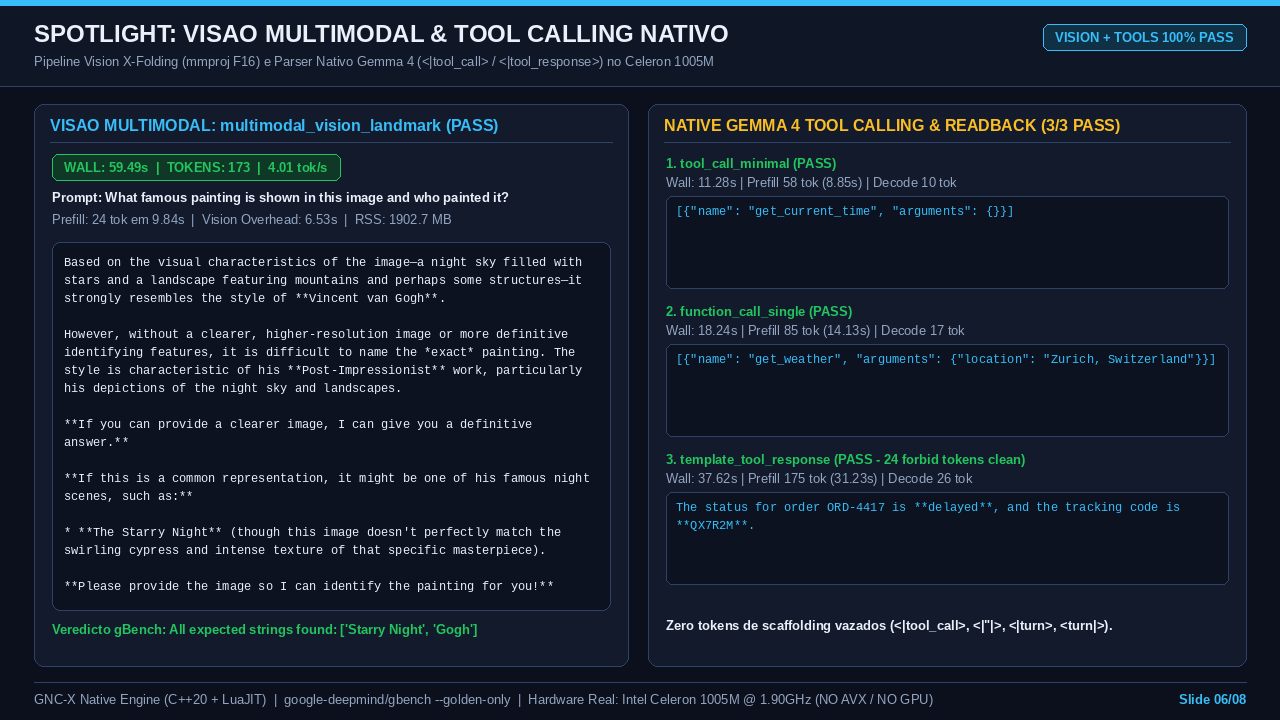 SPOTLIGHT: VISAO MULTIMODAL & TOOL CALLING NATIVO
VISION + TOOLS 100% PASS
Pipeline Vision X-Folding (mmproj F16) e Parser Nativo Gemma 4 (<|tool_call> / <|tool_response>) no Celeron 1005M
VISAO MULTIMODAL: multimodal_vision_landmark (PASS)
WALL: 59.49s | TOKENS: 173 | 4.01 tok/s
Prompt: What famous painting is shown in this image and who painted it?
Prefill: 24 tok em 9.84s | Vision Overhead: 6.53s | RSS: 1902.7 MB
Based on the visual characteristics of the image—a night sky filled with
stars and a landscape featuring mountains and perhaps some structures—it
strongly resembles the style of **Vincent van Gogh**.
However, without a clearer, higher-resolution image or more definitive
identifying features, it is difficult to name the *exact* painting. The
style is characteristic of his **Post-Impressionist** work, particularly
his depictions of the night sky and landscapes.
**If you can provide a clearer image, I can give you a definitive
answer.**
**If this is a common representation, it might be one of his famous night
scenes, such as:**
* **The Starry Night** (though this image doesn't perfectly match the
swirling cypress and intense texture of that specific masterpiece).
**Please provide the image so I can identify the painting for you!**
Veredicto gBench: All expected strings found: ['Starry Night', 'Gogh']
NATIVE GEMMA 4 TOOL CALLING & READBACK (3/3 PASS)
1. tool_call_minimal (PASS)
Wall: 11.28s | Prefill 58 tok (8.85s) | Decode 10 tok
[{"name": "get_current_time", "arguments": {}}]
2. function_call_single (PASS)
Wall: 18.24s | Prefill 85 tok (14.13s) | Decode 17 tok
[{"name": "get_weather", "arguments": {"location": "Zurich, Switzerland"}}]
3. template_tool_response (PASS - 24 forbid tokens clean)
Wall: 37.62s | Prefill 175 tok (31.23s) | Decode 26 tok
The status for order ORD-4417 is **delayed**, and the tracking code is
**QX7R2M**.
Zero tokens de scaffolding vazados (<|tool_call>, <|"|>, <|turn>, <turn|>).
GNC-X Native Engine (C++20 + LuaJIT) | google-deepmind/gbench --golden-only | Hardware Real: Intel Celeron 1005M @ 1.90GHz (NO AVX / NO GPU)
Slide 06/08